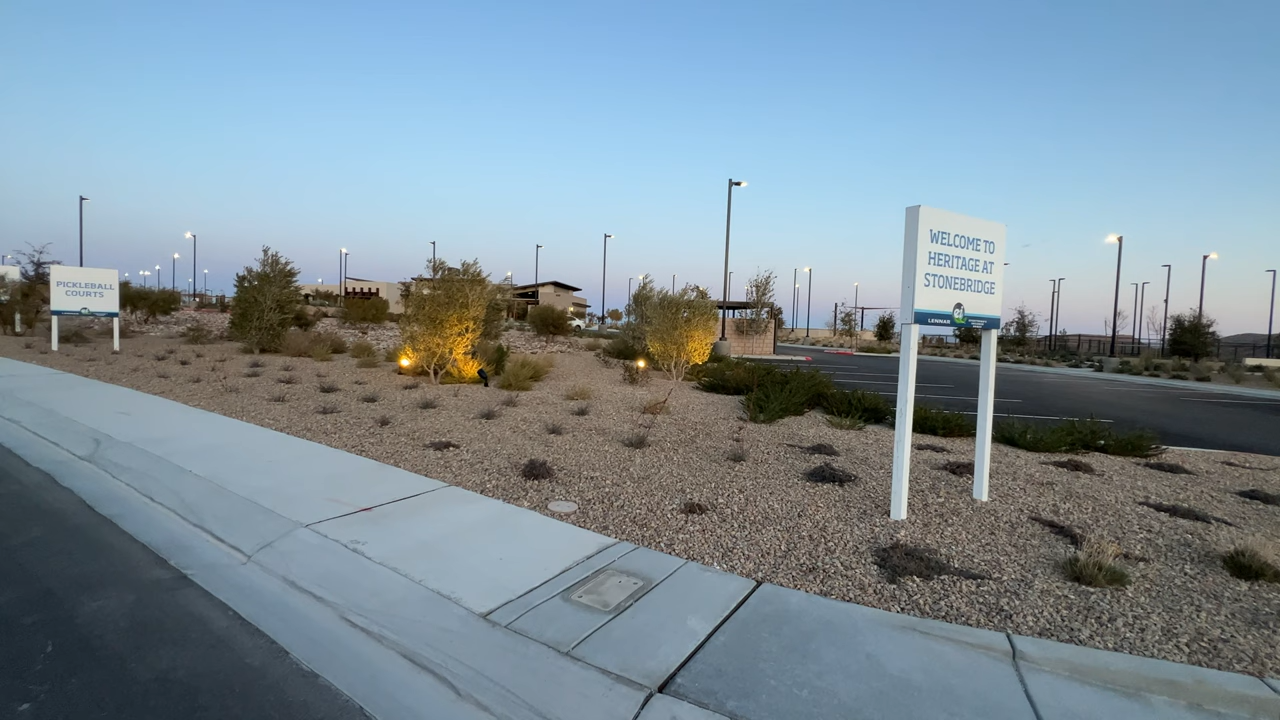 PICKLEBALL
COURTS
WELCOME TO
HERITAGE AT
STONEBRIDGE
LENNAR